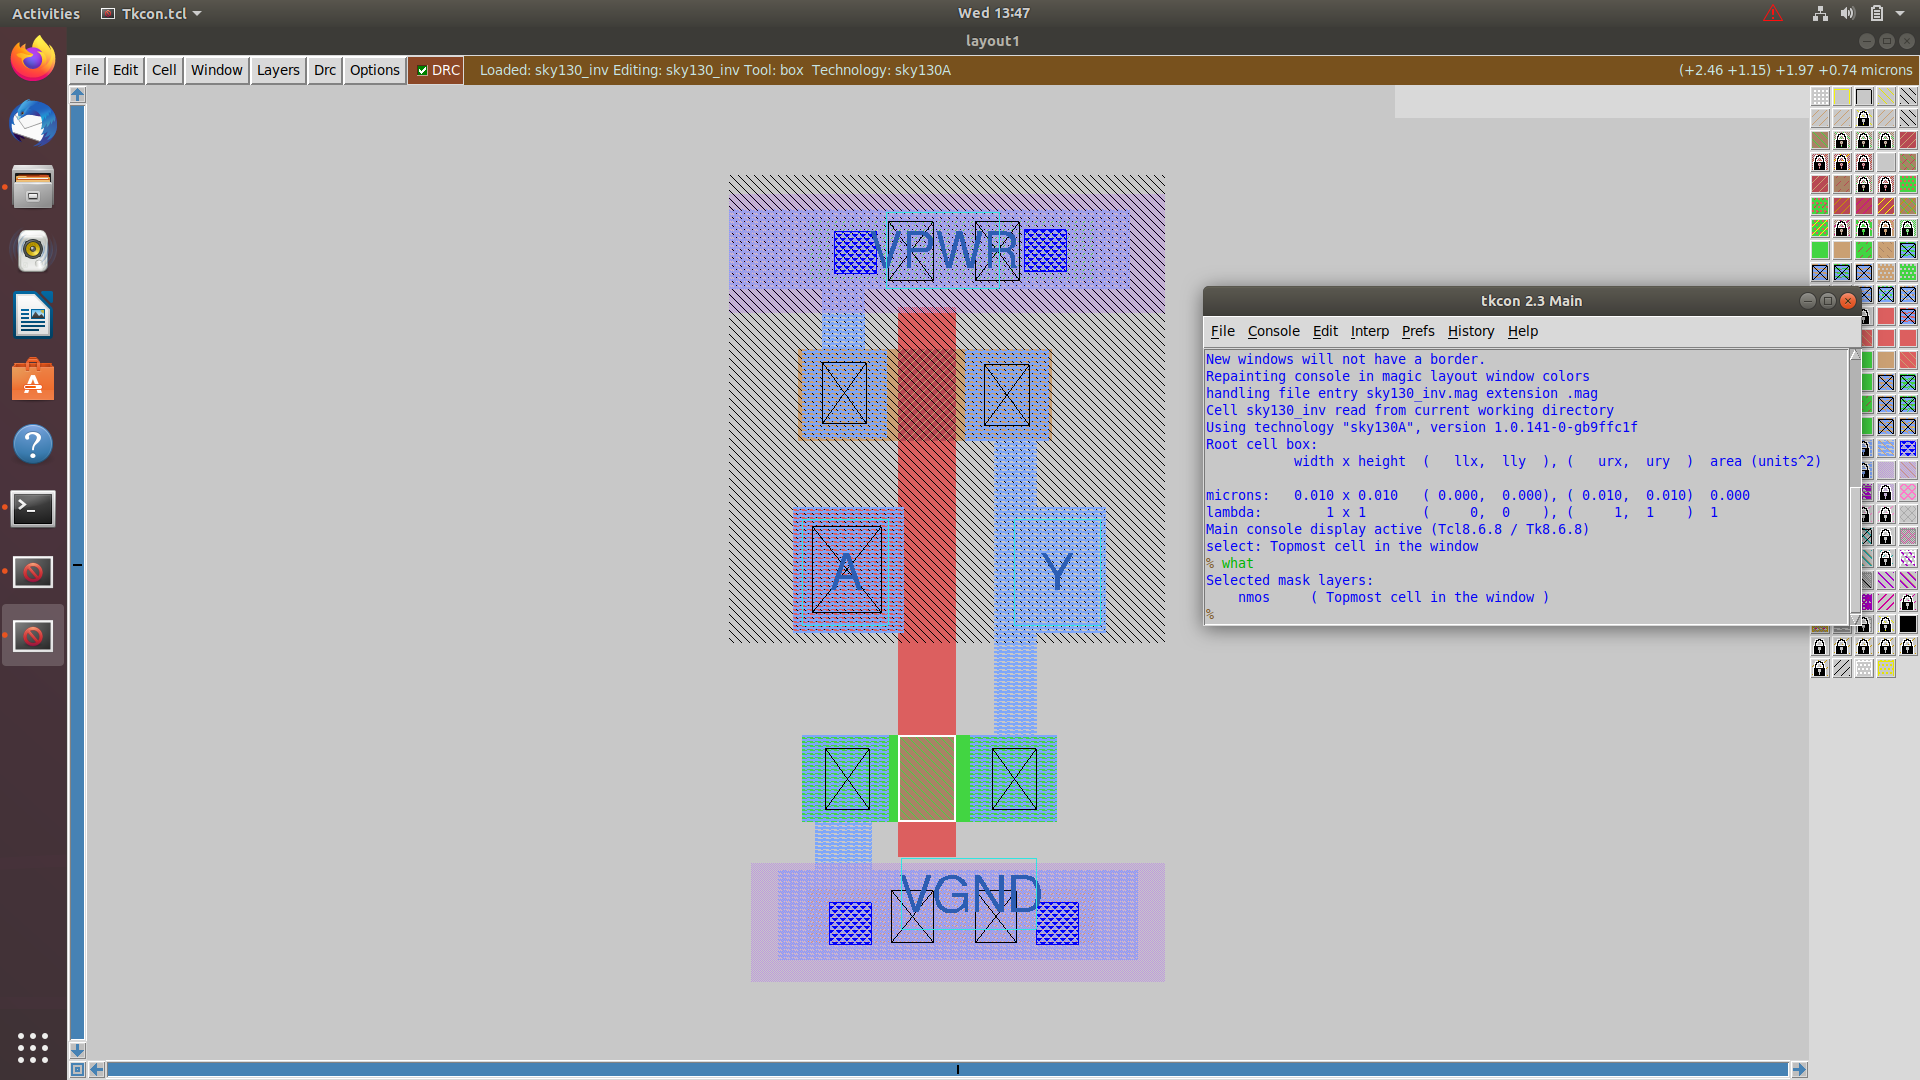 Activities Tkcon.tcl Wed 13:47
layout1
File Edit Cell Window Layers Drc Options DRC Loaded: sky130_inv Editing: sky130_inv Tool: box Technology: sky130A (+2.46 +1.15) +1.97 +0.74 microns
VPWR
tkcon 2.3 Main
File Console Edit Interp Prefs History Help
New windows will not have a border.
Repainting console in magic layout window colors
handling file entry sky130_inv.mag extension .mag
Cell sky130_inv read from current working directory
Using technology "sky130A", version 1.0.141-0-gb9ffc1f
Root cell box:
width x height ( llx, lly ), ( urx, ury ) area (units^2)
microns: 0.010 x 0.010 ( 0.000, 0.000), ( 0.010, 0.010) 0.000
lambda: 1 x 1 ( 0, 0 ), ( 1, 1 ) 1
Main console display active (Tcl8.6.8 / Tk8.6.8)
select: Topmost cell in the window
% what
Selected mask layers:
nmos ( Topmost cell in the window )
%
A Y
VGND